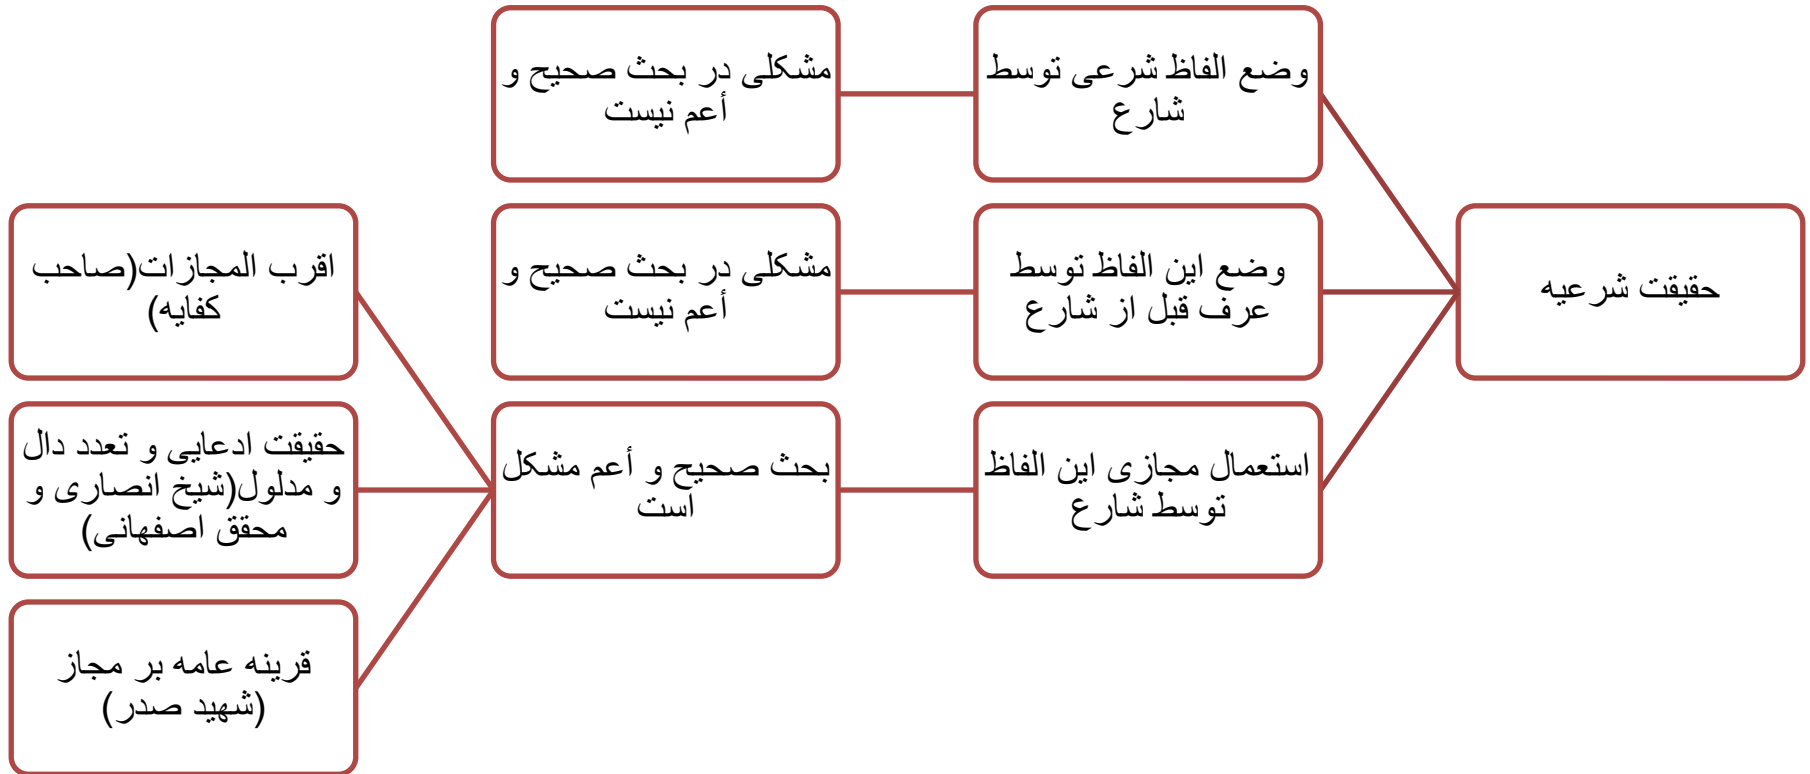 حقیقت شرعیه
وضع الفاظ شرعی توسط
شارع
مشکلی در بحث صحیح و
أعم نیست
وضع این الفاظ توسط
عرف قبل از شارع
مشکلی در بحث صحیح و
أعم نیست
استعمال مجازی این الفاظ
توسط شارع
بحث صحیح و أعم مشکل
است
اقرب المجازات(صاحب
کفایه)
حقیقت ادعایی و تعدد دال
و مدلول(شیخ انصاری و
محقق اصفهانی)
قرینه عامه بر مجاز
(شهید صدر)